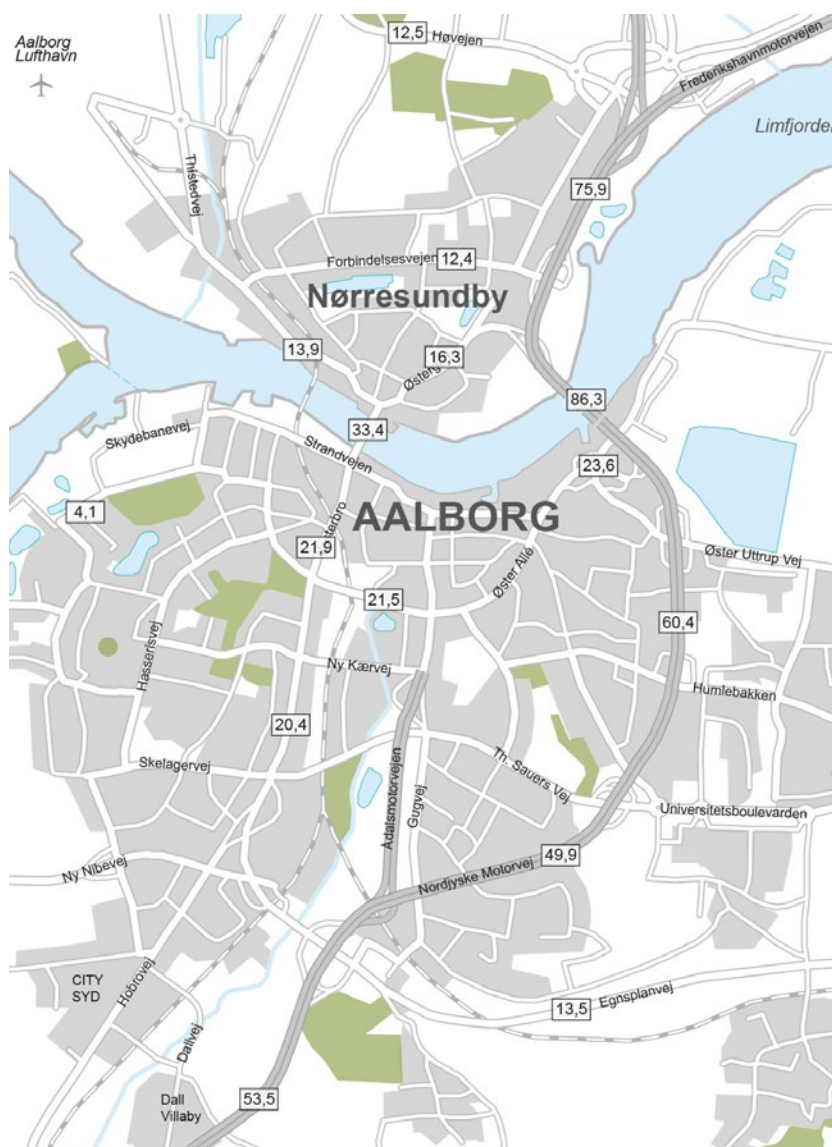 12,5
Høvejen
Aalborg
Lufthavn
Frederikshavnmotorvejen
Limfjorden
Thistedvej
75,9
Forbindelsesvejen
12,4
Nørresundby
13,9
16,3
86,3
33,4
Skydebanevej
Strandvejen
23,6
4,1
AALBORG
21,9
Øster Uttrup Vej
Øster Allé
21,5
60,4
Hasserisvej
Ny Kærvej
Humlebakken
20,4
Skelagervej
Th. Sauers Vej
Ådalsmotorvejen
Gugvej
Universitetsboulevarden
49,9
Ny Nibevej
Nordjyske Motorvej
CITY
SYD
Hobrovej
Egnsplanvej
13,5
Dallvej
53,5
Dall
Villaby